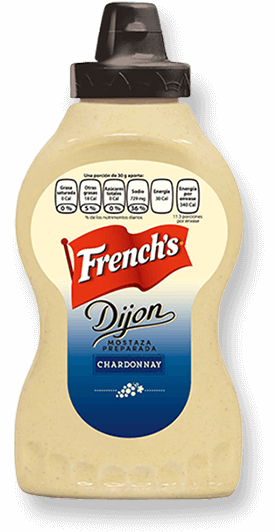 Una porción de 30 g aporta:
Grasa saturada 0 Cal 0 %
Otras grasas 18 Cal 5 %
Azúcares totales 0 Cal 0 %
Sodio 729 mg 36 %
Energía 30 Cal
Energía por envase 340 Cal
% de los nutrimentos diarios
11.3 porciones por envase
French's®
Dijon
MOSTAZA
PREPARADA
CHARDONNAY